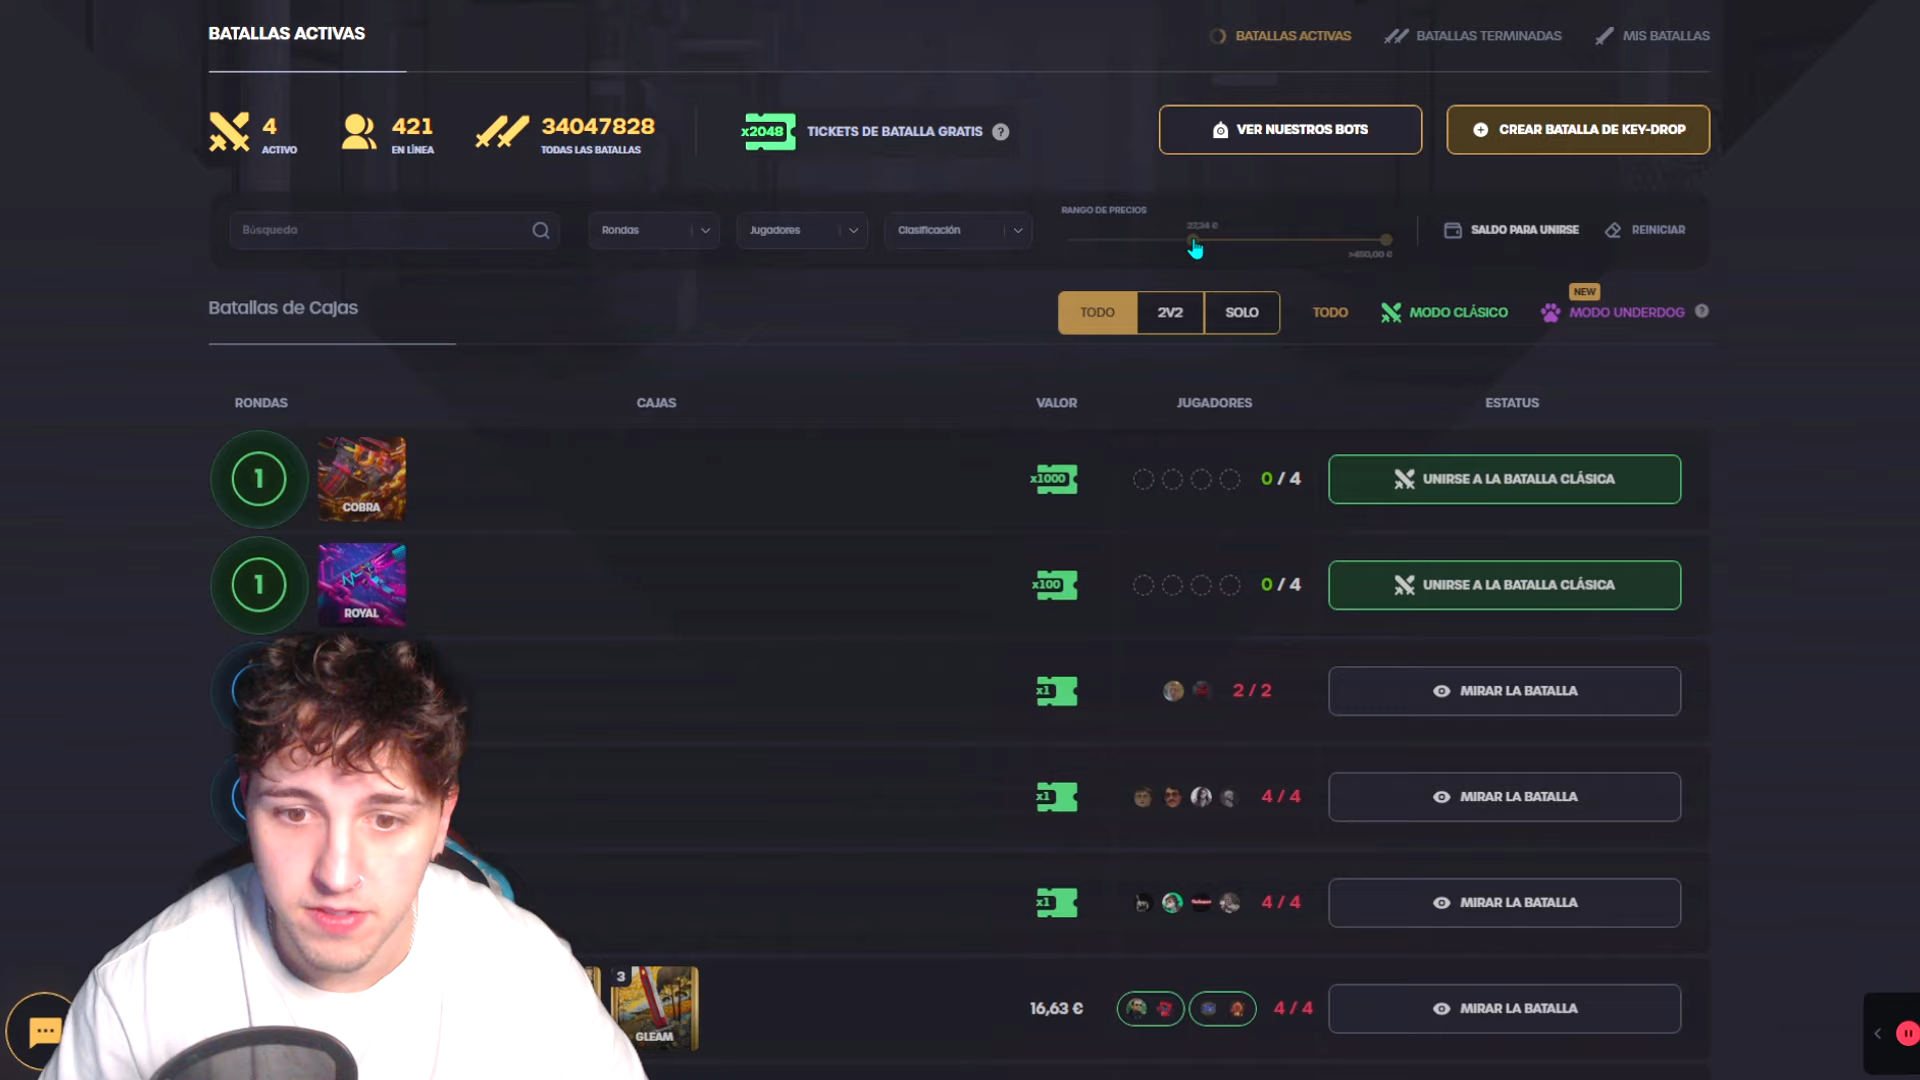 BATALLAS ACTIVAS
BATALLAS ACTIVAS
BATALLAS TERMINADAS
MIS BATALLAS
4
ACTIVO
421
EN LÍNEA
34047828
TODAS LAS BATALLAS
x2048
TICKETS DE BATALLA GRATIS ?
VER NUESTROS BOTS
CREAR BATALLA DE KEY-DROP
Búsqueda
Rondas
Jugadores
Clasificación
RANGO DE PRECIOS
27,34 €
>450,00 €
SALDO PARA UNIRSE
REINICIAR
Batallas de Cajas
TODO
2V2
SOLO
TODO
MODO CLÁSICO
NEW
MODO UNDERDOG ?
RONDAS
CAJAS
VALOR
JUGADORES
ESTATUS
1
COBRA
x1000
0 / 4
UNIRSE A LA BATALLA CLÁSICA
1
ROYAL
x100
0 / 4
UNIRSE A LA BATALLA CLÁSICA
x1
2 / 2
MIRAR LA BATALLA
x1
4 / 4
MIRAR LA BATALLA
x1
4 / 4
MIRAR LA BATALLA
3
GLEAM
16,63 €
4 / 4
MIRAR LA BATALLA